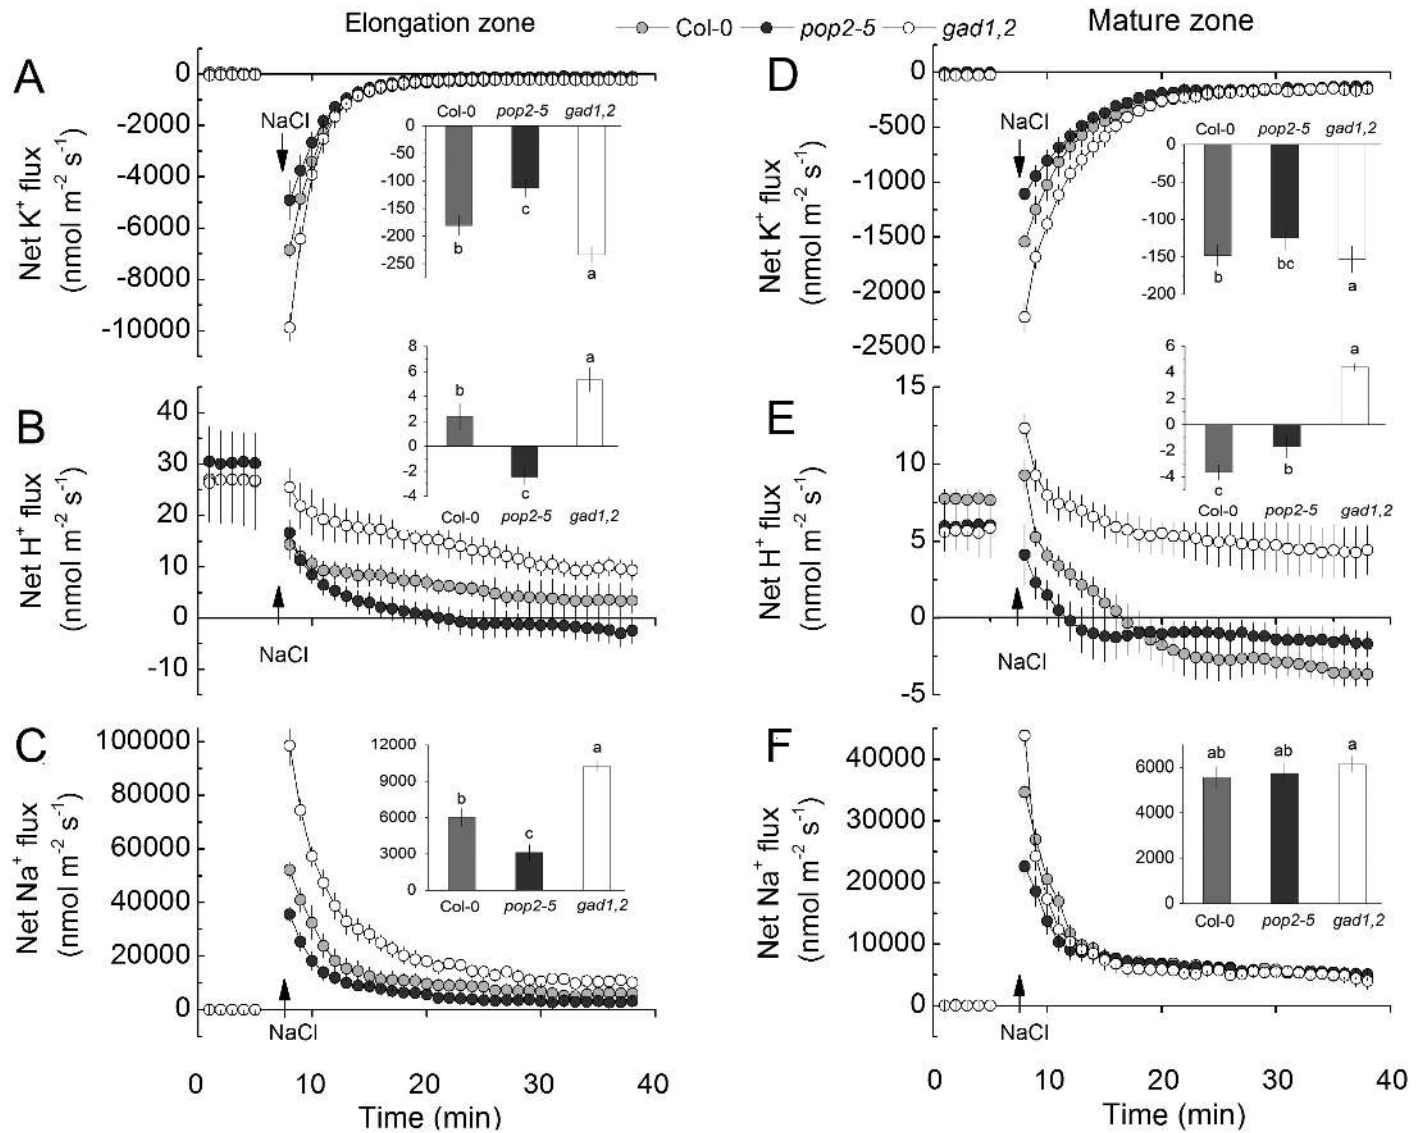 Elongation zone
Col-0 pop2-5 gad1,2
Mature zone
A
Net K+ flux
(nmol m-2 s-1)
0
-2000
-4000
-6000
-8000
-10000
NaCl
Col-0 pop2-5 gad1,2
0
-50
-100
-150
-200
-250
b
c
a
D
Net K+ flux
(nmol m-2 s-1)
0
-500
-1000
-1500
-2000
-2500
NaCl
Col-0 pop2-5 gad1,2
0
-50
-100
-150
-200
b
bc
a
B
Net H+ flux
(nmol m-2 s-1)
40
30
20
10
0
-10
NaCl
8
6
4
2
0
-2
-4
b
c
a
Col-0 pop2-5 gad1,2
E
Net H+ flux
(nmol m-2 s-1)
15
10
5
0
-5
NaCl
6
4
2
0
-2
-4
c
b
a
Col-0 pop2-5 gad1,2
C
Net Na+ flux
(nmol m-2 s-1)
100000
80000
60000
40000
20000
0
NaCl
12000
9000
6000
3000
0
b
c
a
Col-0 pop2-5 gad1,2
0 10 20 30 40
Time (min)
F
Net Na+ flux
(nmol m-2 s-1)
40000
30000
20000
10000
0
NaCl
6000
4000
2000
0
ab
ab
a
Col-0 pop2-5 gad1,2
0 10 20 30 40
Time (min)